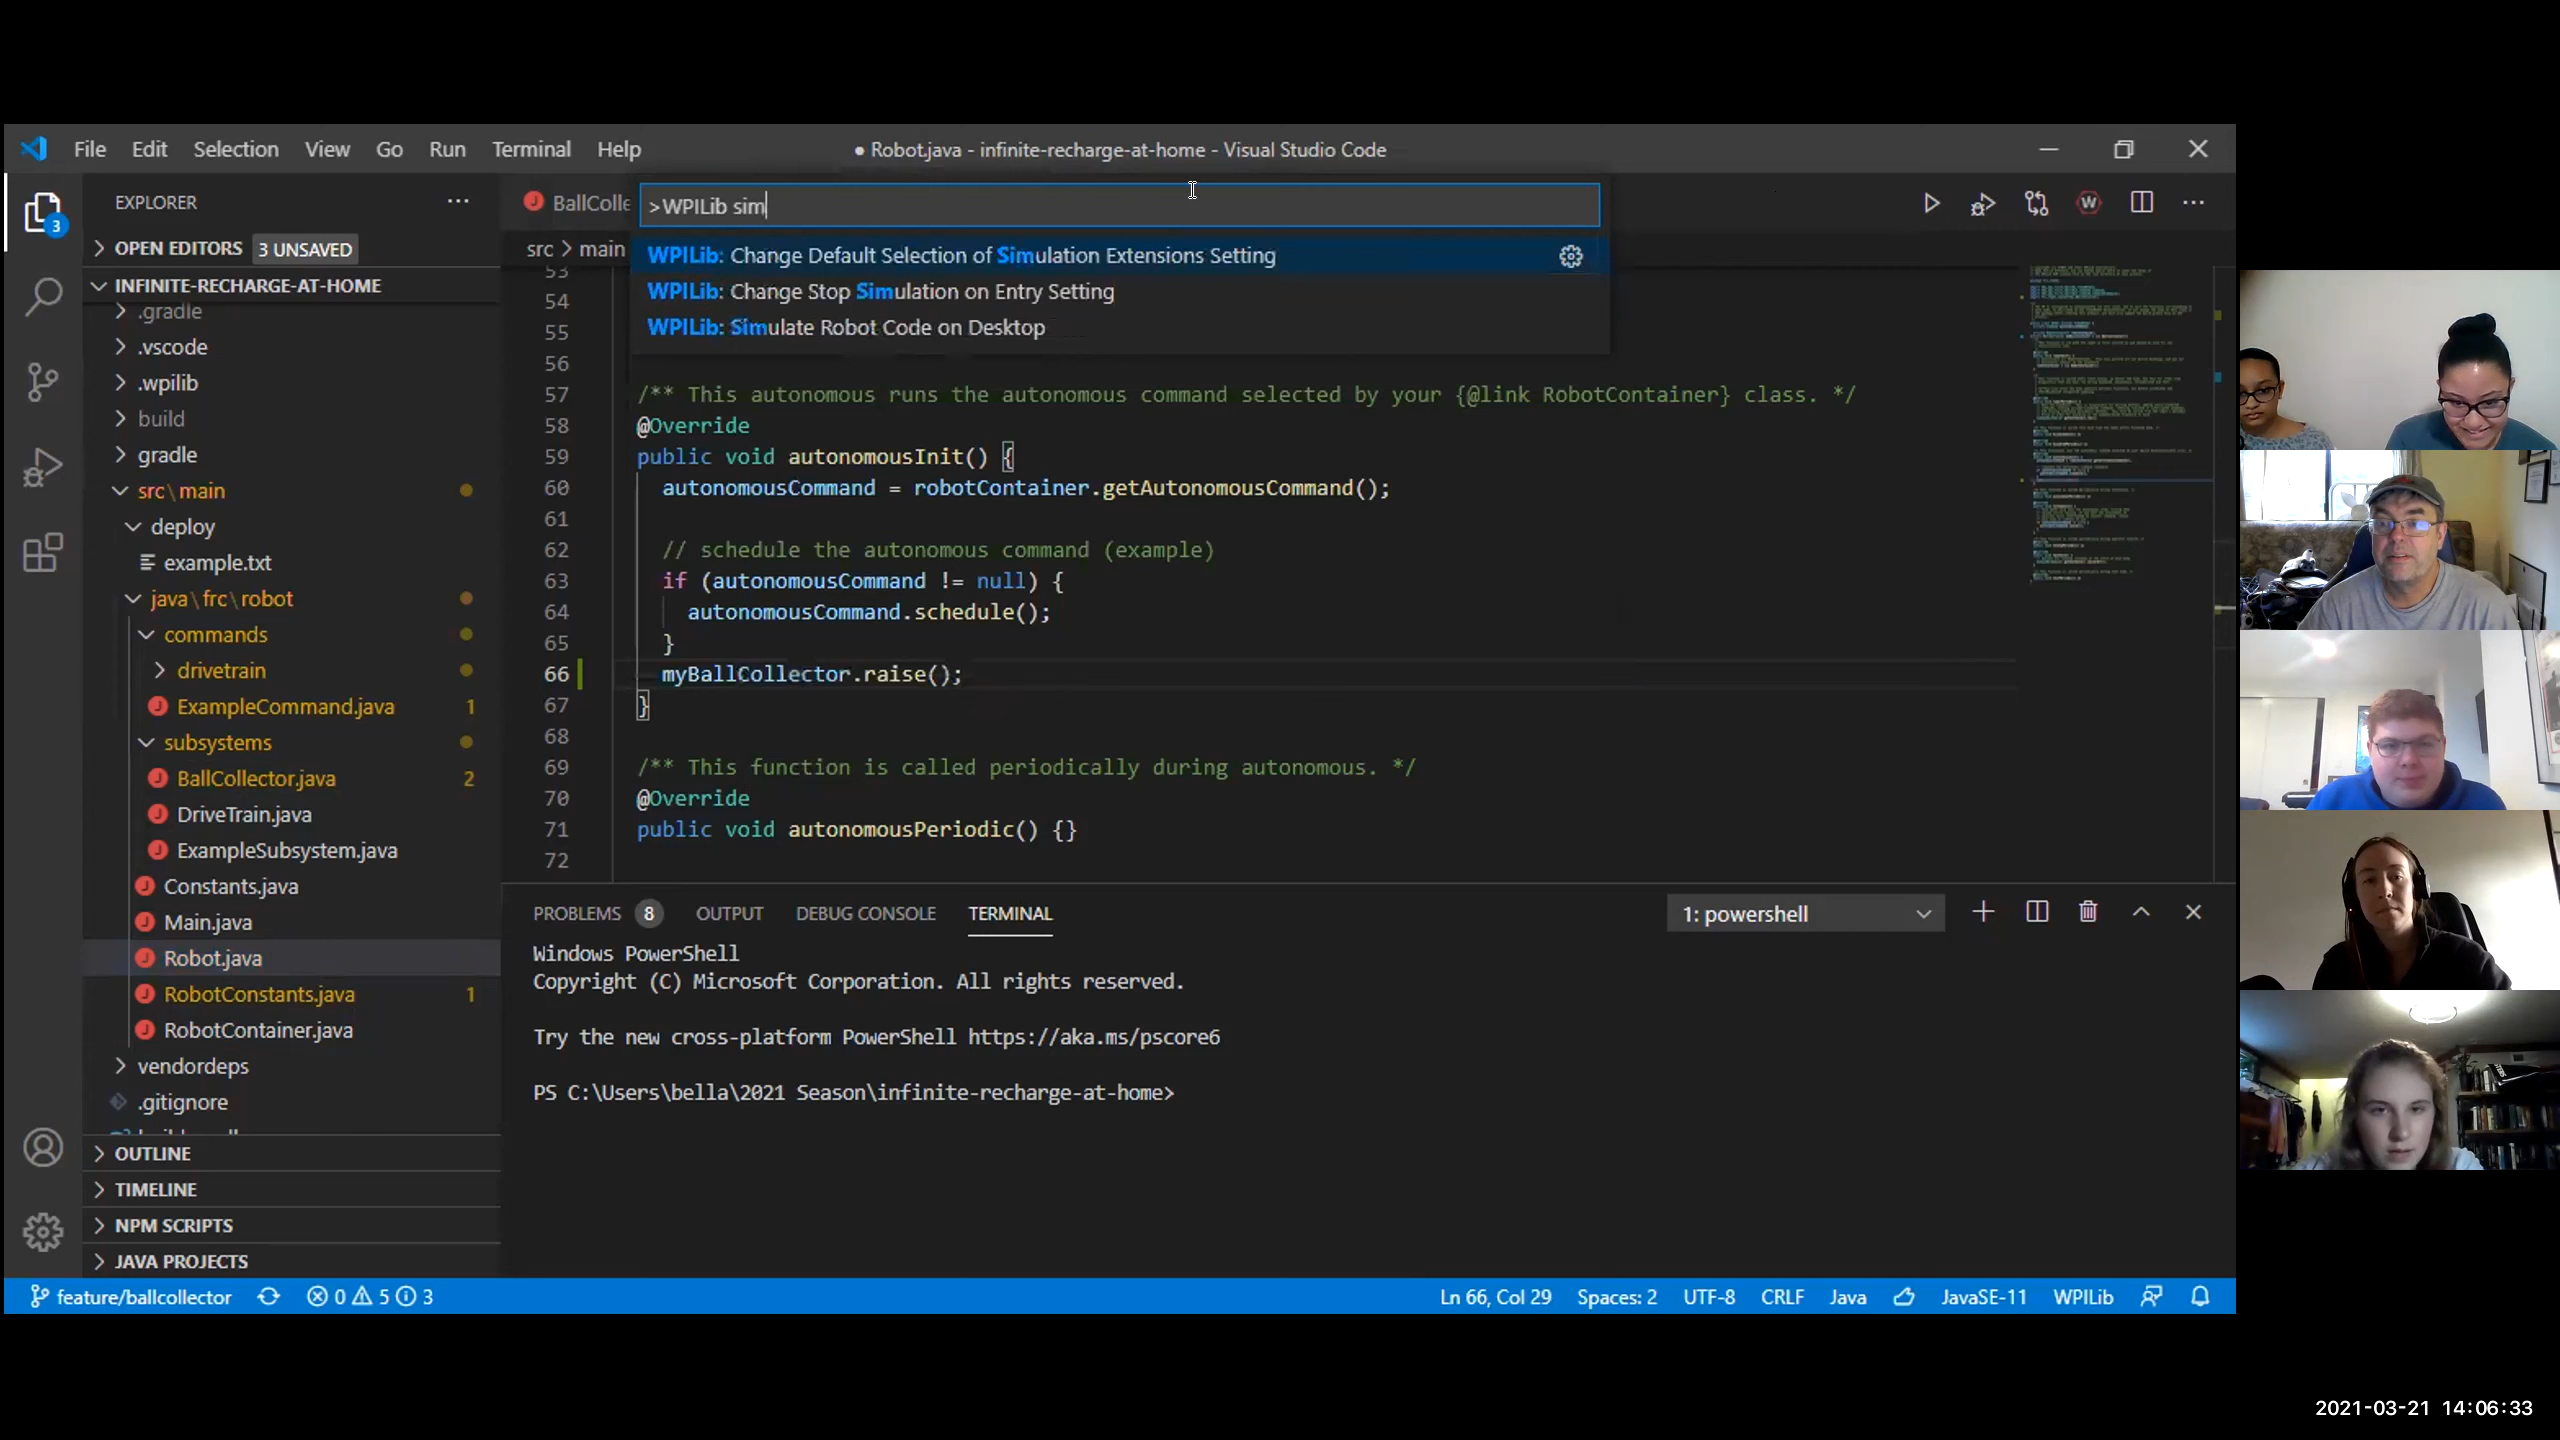 File Edit Selection View Go Run Terminal Help
● Robot.java - infinite-recharge-at-home - Visual Studio Code
EXPLORER
OPEN EDITORS 3 UNSAVED
INFINITE-RECHARGE-AT-HOME
.gradle
.vscode
.wpilib
build
gradle
src\main
deploy
example.txt
java\frc\robot
commands
drivetrain
ExampleCommand.java 1
subsystems
BallCollector.java 2
DriveTrain.java
ExampleSubsystem.java
Constants.java
Main.java
Robot.java
RobotConstants.java 1
RobotContainer.java
vendordeps
.gitignore
OUTLINE
TIMELINE
NPM SCRIPTS
JAVA PROJECTS
3
BallColle
>WPILib sim
WPILib: Change Default Selection of Simulation Extensions Setting
WPILib: Change Stop Simulation on Entry Setting
WPILib: Simulate Robot Code on Desktop
src > main
53
54
55
56
57 /** This autonomous runs the autonomous command selected by your {@link RobotContainer} class. */
58 @Override
59 public void autonomousInit() {
60 autonomousCommand = robotContainer.getAutonomousCommand();
61
62 // schedule the autonomous command (example)
63 if (autonomousCommand != null) {
64 autonomousCommand.schedule();
65 }
66 myBallCollector.raise();
67 }
68
69 /** This function is called periodically during autonomous. */
70 @Override
71 public void autonomousPeriodic() {}
72
PROBLEMS 8 OUTPUT DEBUG CONSOLE TERMINAL
1: powershell
Windows PowerShell
Copyright (C) Microsoft Corporation. All rights reserved.
Try the new cross-platform PowerShell https://aka.ms/pscore6
PS C:\Users\bella\2021 Season\infinite-recharge-at-home>
feature/ballcollector 0 5 3
Ln 66, Col 29 Spaces: 2 UTF-8 CRLF Java JavaSE-11 WPILib
2021-03-21 14:06:33